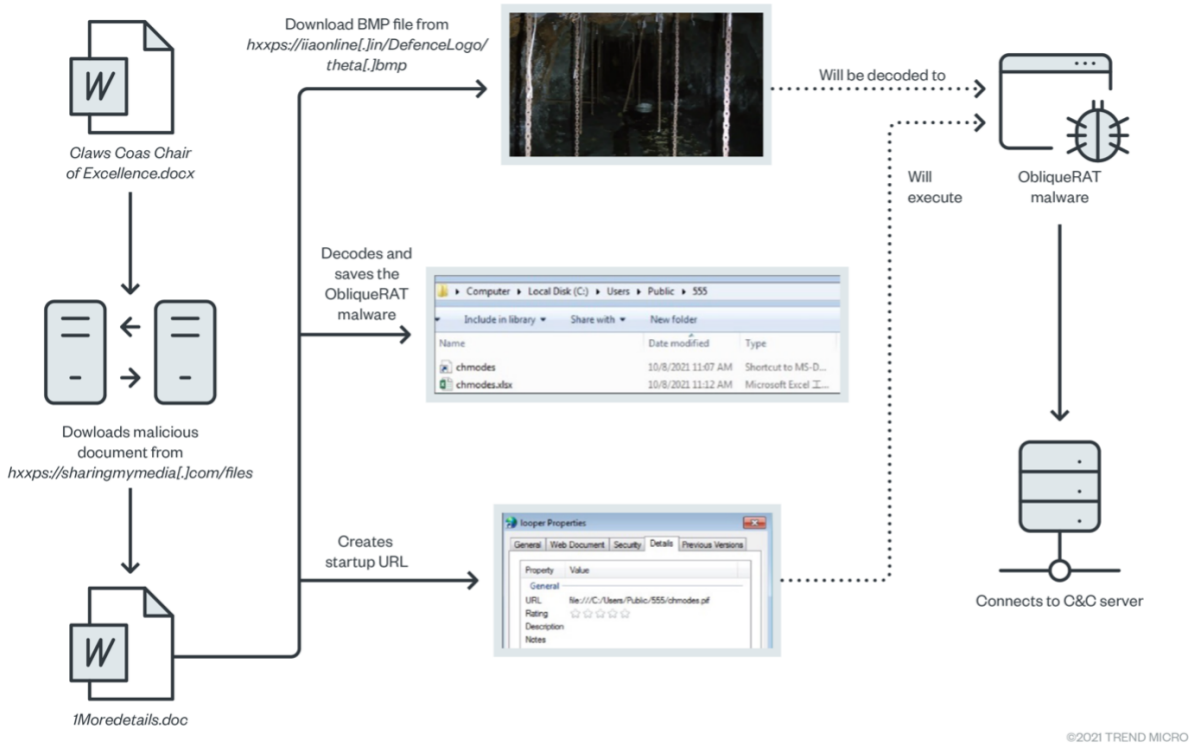 Download BMP file from
hxxps://iiaonline[.]in/DefenceLogo/
theta[.]bmp
Will be decoded to
W
Claws Coas Chair
of Excellence.docx
Will
execute
ObliqueRAT
malware
Decodes and
saves the
ObliqueRAT
malware
Computer Local Disk (C:) Users Public 555
Include in library Share with New folder
Name Date modified Type
chmodes 10/8/2021 11:07 AM Shortcut to MS-D...
chmodes.xlsx 10/8/2021 11:12 AM Microsoft Excel 工...
Dowloads malicious
document from
hxxps://sharingmymedia[.]com/files
Creates
startup URL
looper Properties
General Web Document Security Details Previous Versions
Property Value
General
URL file:///C:/Users/Public/555/chmodes.pif
Rating
Description
Notes
Connects to C&C server
W
1Moredetails.doc
©2021 TREND MICRO